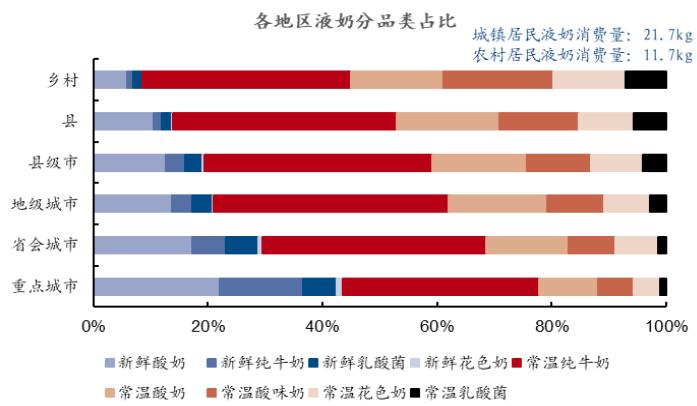 各地区液奶分品类占比
城镇居民液奶消费量：21.7kg
农村居民液奶消费量：11.7kg
乡村
县
县级市
地级城市
省会城市
重点城市
0% 20% 40% 60% 80% 100%
新鲜酸奶 新鲜纯牛奶 新鲜乳酸菌 新鲜花色奶 常温纯牛奶
常温酸奶 常温酸味奶 常温花色奶 常温乳酸菌